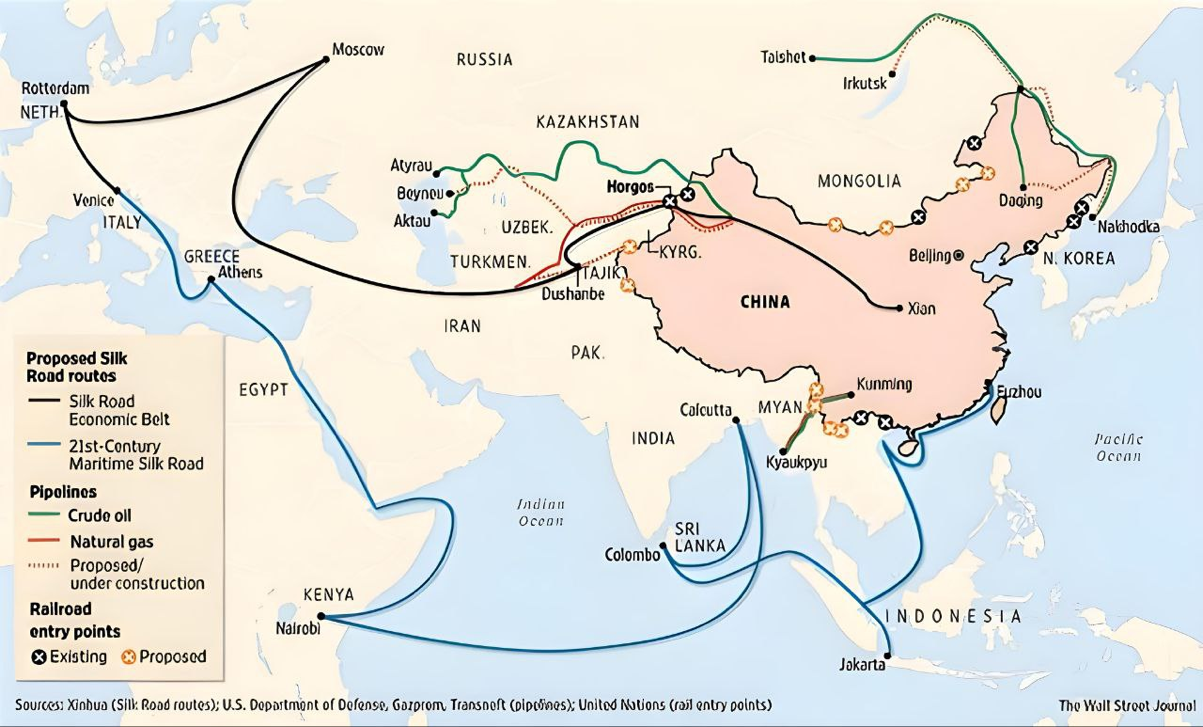 Moscow
RUSSIA
Taishet
Irkutsk
Rotterdam
NETH.
KAZAKHSTAN
Atyrau
Beyneu
Aktau
Horgos
MONGOLIA
Daqing
Nakhodka
Venice
ITALY
UZBEK.
KYRG.
GREECE
Athens
TURKMEN.
TAJIK.
Dushanbe
Beijing
N. KOREA
CHINA
Xian
IRAN
PAK.
EGYPT
Kunming
Fuzhou
Calcutta
MYAN
INDIA
Kyaukpyu
Pacific
Ocean
Indian
Ocean
SRI
LANKA
Colombo
KENYA
Nairobi
INDONESIA
Jakarta
Proposed Silk
Road routes
Silk Road
Economic Belt
21st-Century
Maritime Silk Road
Pipelines
Crude oil
Natural gas
Proposed/
under construction
Railroad
entry points
Existing
Proposed
Sources: Xinhua (Silk Road routes); U.S. Department of Defense, Gazprom, Transneft (pipelines); United Nations (rail entry points)
The Wall Street Journal